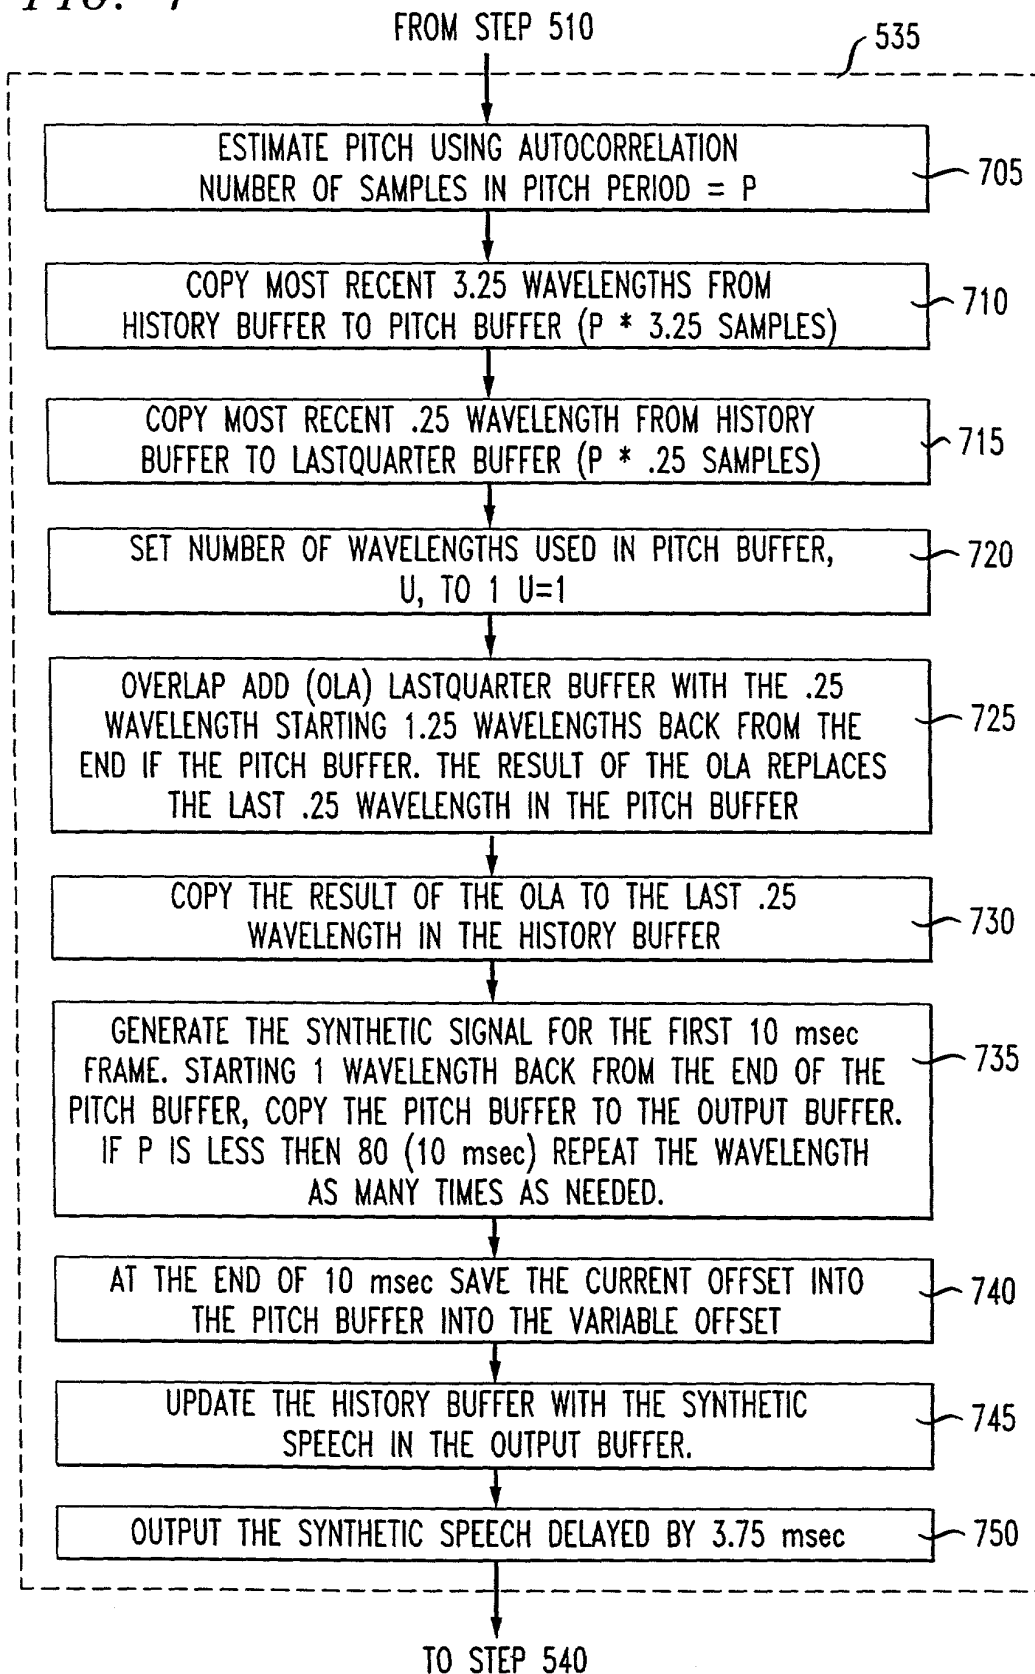 FIG. 7
FROM STEP 510
535
ESTIMATE PITCH USING AUTOCORRELATION
NUMBER OF SAMPLES IN PITCH PERIOD = P
705
COPY MOST RECENT 3.25 WAVELENGTHS FROM
HISTORY BUFFER TO PITCH BUFFER (P * 3.25 SAMPLES)
710
COPY MOST RECENT .25 WAVELENGTH FROM HISTORY
BUFFER TO LASTQUARTER BUFFER (P * .25 SAMPLES)
715
SET NUMBER OF WAVELENGTHS USED IN PITCH BUFFER,
U, TO 1 U=1
720
OVERLAP ADD (OLA) LASTQUARTER BUFFER WITH THE .25
WAVELENGTH STARTING 1.25 WAVELENGTHS BACK FROM THE
END IF THE PITCH BUFFER. THE RESULT OF THE OLA REPLACES
THE LAST .25 WAVELENGTH IN THE PITCH BUFFER
725
COPY THE RESULT OF THE OLA TO THE LAST .25
WAVELENGTH IN THE HISTORY BUFFER
730
GENERATE THE SYNTHETIC SIGNAL FOR THE FIRST 10 msec
FRAME. STARTING 1 WAVELENGTH BACK FROM THE END OF THE
PITCH BUFFER, COPY THE PITCH BUFFER TO THE OUTPUT BUFFER.
IF P IS LESS THEN 80 (10 msec) REPEAT THE WAVELENGTH
AS MANY TIMES AS NEEDED.
735
AT THE END OF 10 msec SAVE THE CURRENT OFFSET INTO
THE PITCH BUFFER INTO THE VARIABLE OFFSET
740
UPDATE THE HISTORY BUFFER WITH THE SYNTHETIC
SPEECH IN THE OUTPUT BUFFER.
745
OUTPUT THE SYNTHETIC SPEECH DELAYED BY 3.75 msec
750
TO STEP 540